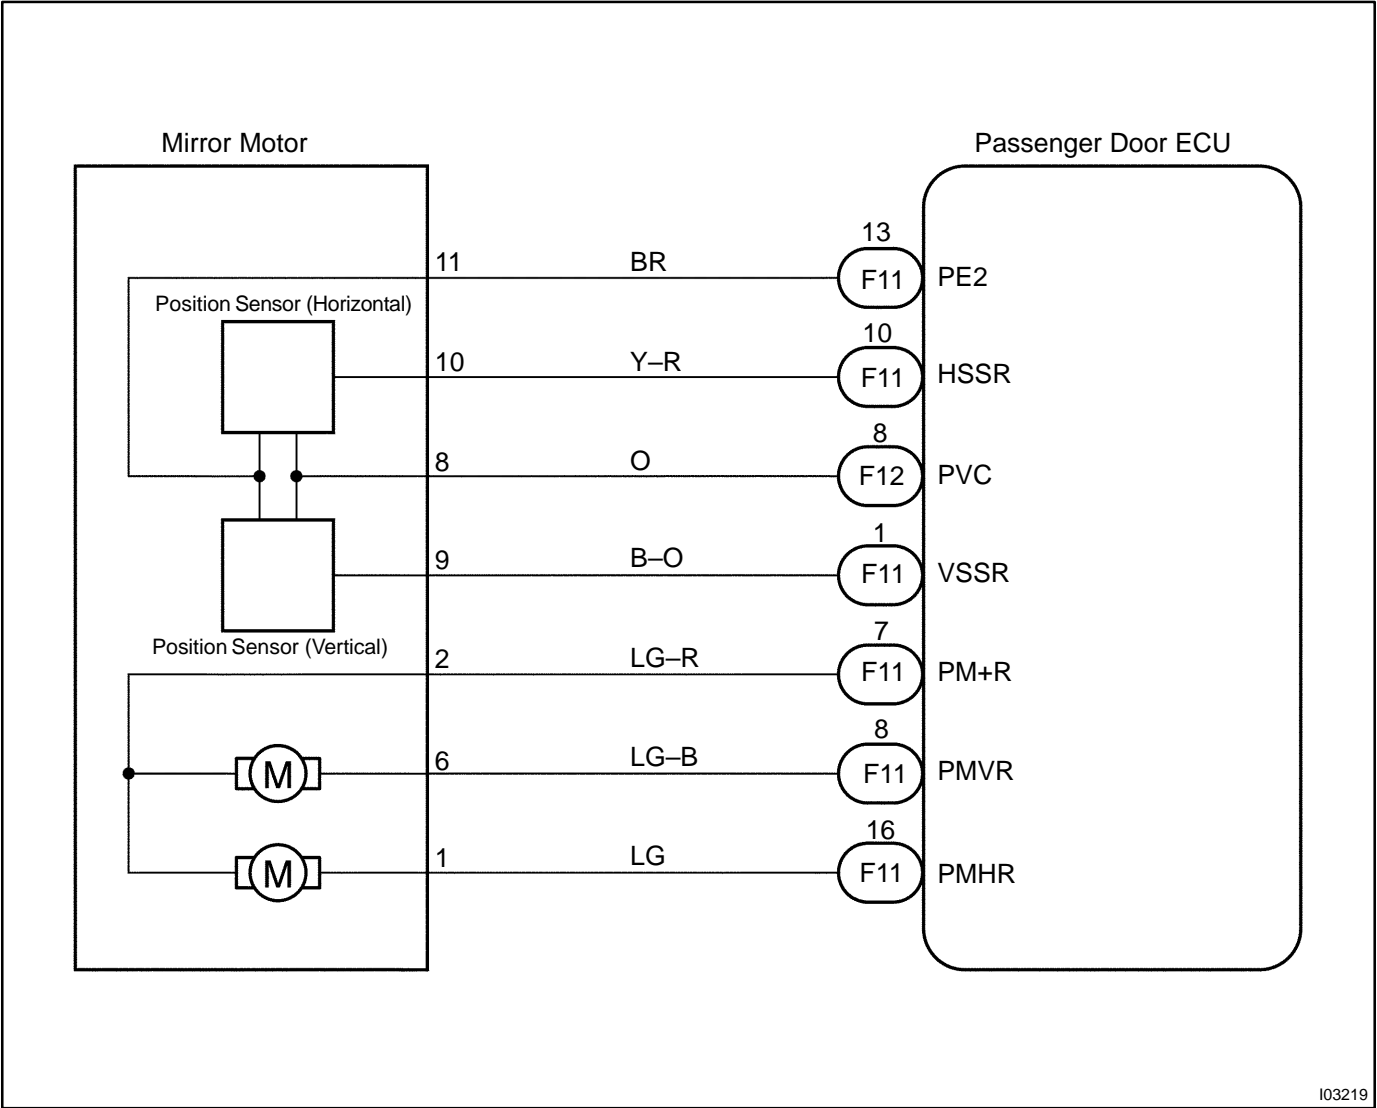 Mirror Motor
Passenger Door ECU
11 BR 13 F11 PE2
Position Sensor (Horizontal)
10 Y–R 10 F11 HSSR
8 O 8 F12 PVC
9 B–O 1 F11 VSSR
Position Sensor (Vertical)
2 LG–R 7 F11 PM+R
M 6 LG–B 8 F11 PMVR
M 1 LG 16 F11 PMHR
I03219